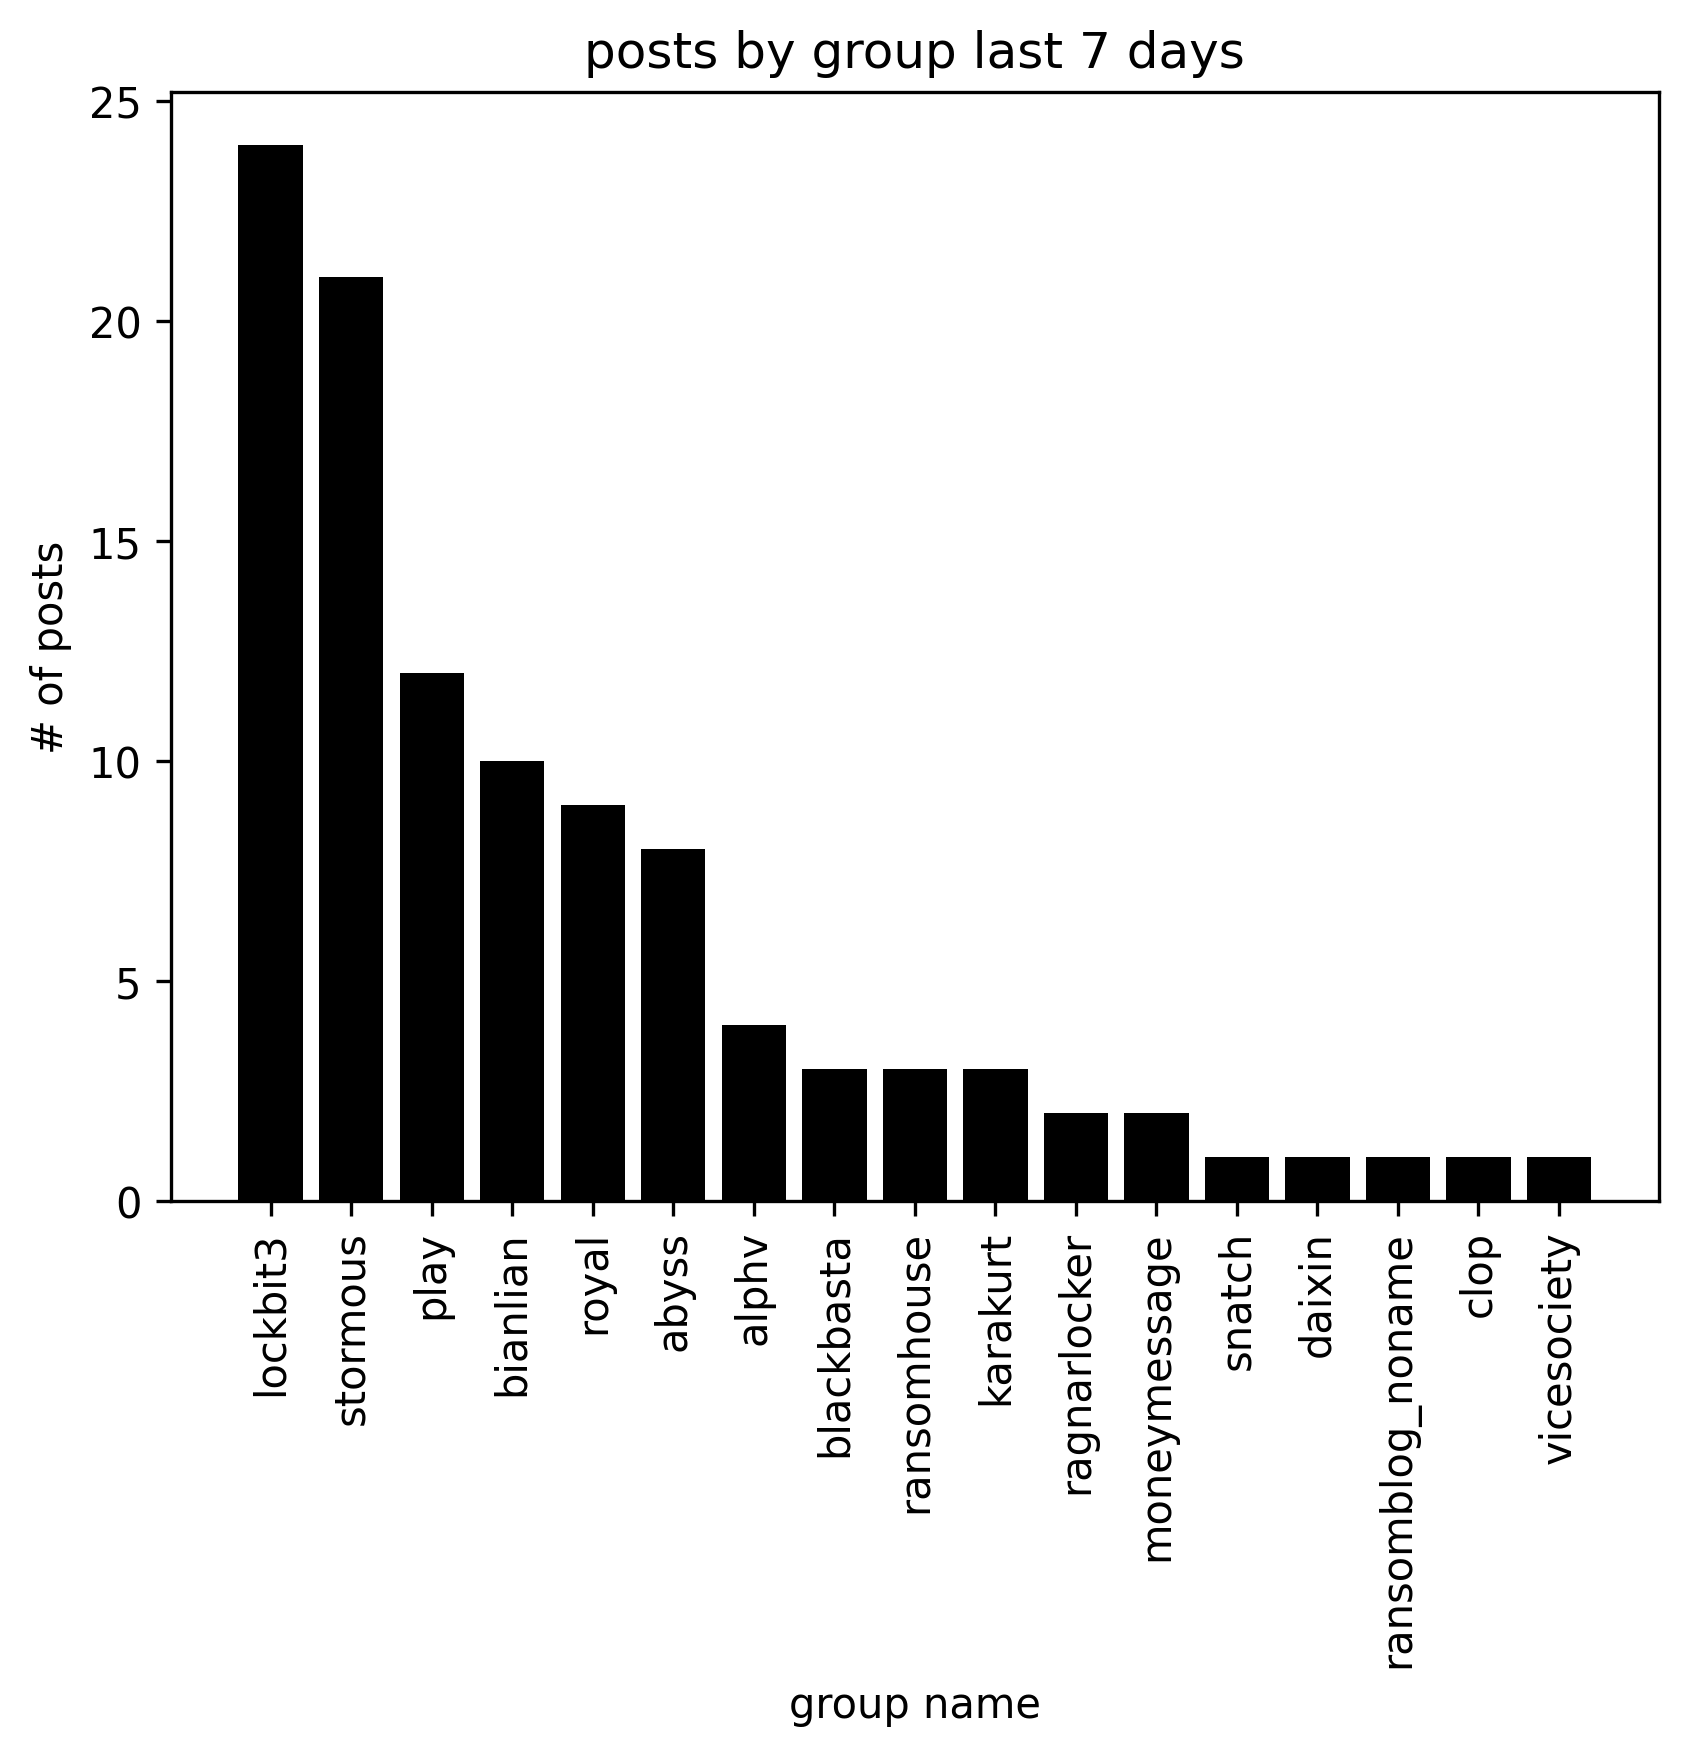 posts by group last 7 days
25
20
15
10
5
0
# of posts
lockbit3
stormous
play
bianlian
royal
abyss
alphv
blackbasta
ransomhouse
karakurt
ragnarlocker
moneymessage
snatch
daixin
ransomblog_noname
clop
vicesociety
group name